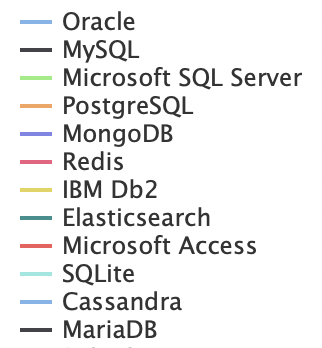 Oracle
MySQL
Microsoft SQL Server
PostgreSQL
MongoDB
Redis
IBM Db2
Elasticsearch
Microsoft Access
SQLite
Cassandra
MariaDB